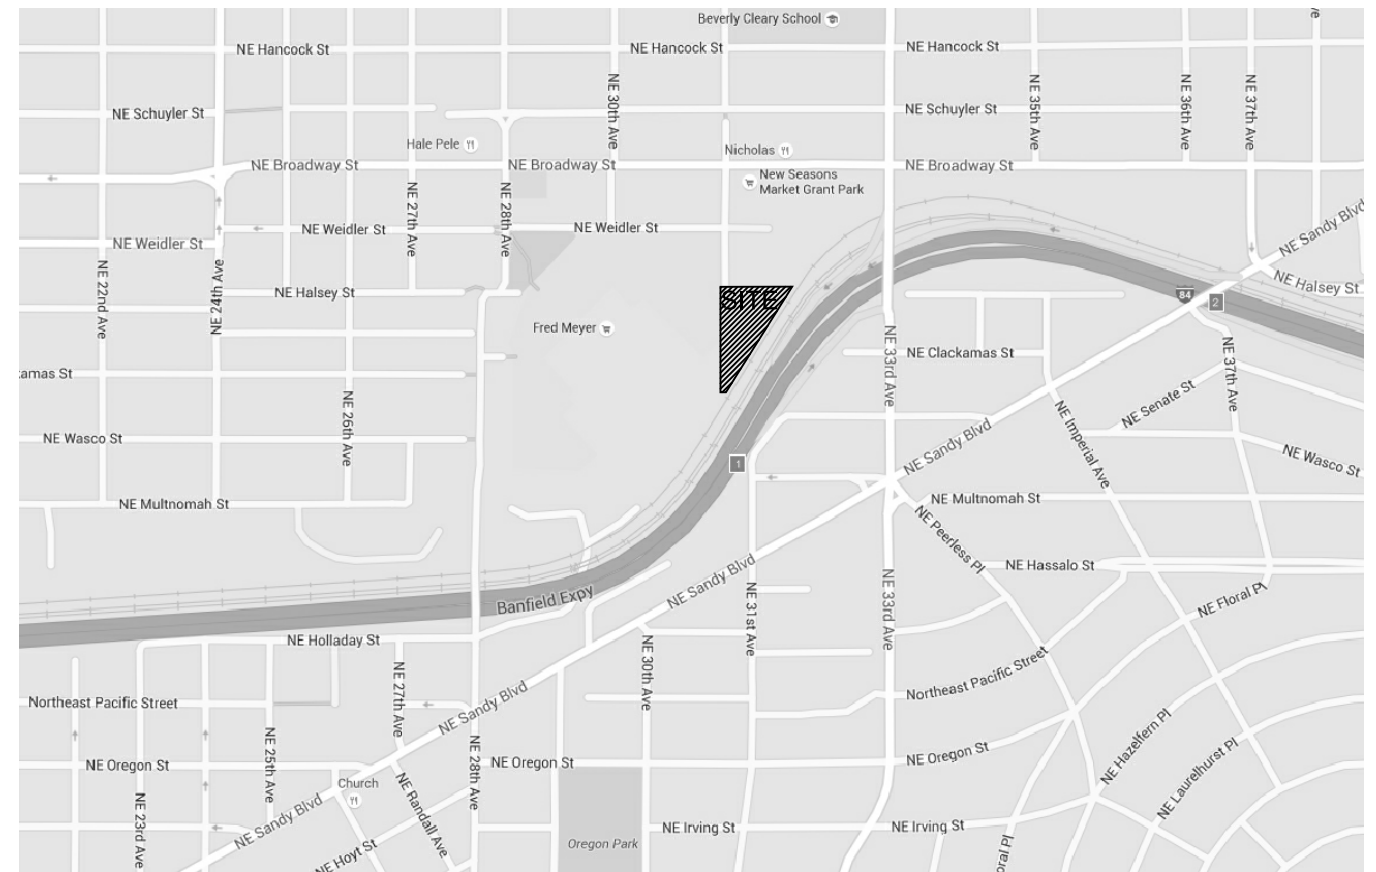 Beverly Cleary School
NE Hancock St
NE Hancock St
NE Hancock St
NE 30th Ave
NE 35th Ave
NE 36th Ave
NE 37th Ave
NE Schuyler St
NE Schuyler St
Hale Pele
Nicholas
NE Broadway St
NE Broadway St
NE Broadway St
New Seasons
Market Grant Park
NE 27th Ave
NE 28th Ave
NE Weidler St
NE Weidler St
NE Weidler St
NE Sandy Blvd
NE 22nd Ave
NE 24th Ave
NE Halsey St
NE Halsey St
SITE
84
2
Fred Meyer
NE 33rd Ave
NE Clackamas St
NE 37th Ave
amas St
NE Senate St
NE 26th Ave
NE Imperial Ave
NE Wasco St
NE Sandy Blvd
NE Wasco St
1
NE Multnomah St
NE Multnomah St
NE Peerless Pl
NE Hassalo St
NE Sandy Blvd
Banfield Expy
NE 31st Ave
NE 33rd Ave
NE Floral Pl
NE Holladay St
NE 30th Ave
NE 27th Ave
Northeast Pacific Street
Northeast Pacific Street
NE Sandy Blvd
NE Hazelfern Pl
NE Laurelhurst Pl
NE 25th Ave
NE 28th Ave
NE Oregon St
NE Oregon St
NE Oregon St
Church
NE 23rd Ave
NE Sandy Blvd
NE Randall Ave
NE Irving St
NE Irving St
Oregon Park
NE Hoyt St
oral Pl